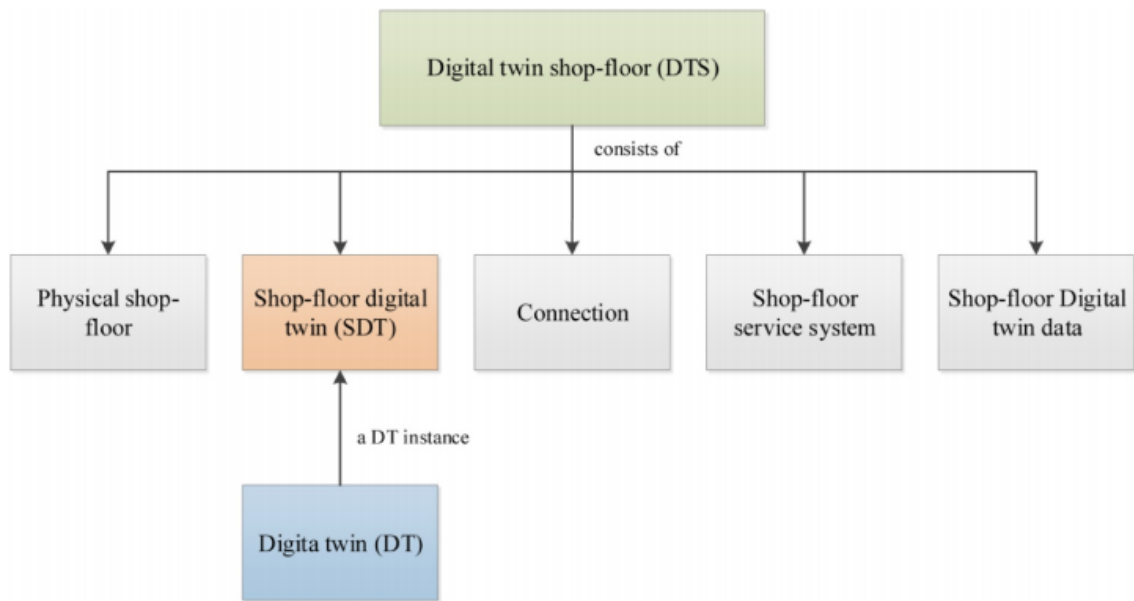 Digital twin shop-floor (DTS)
consists of
Physical shop-
floor
Shop-floor digital
twin (SDT)
Connection
Shop-floor
service system
Shop-floor Digital
twin data
a DT instance
Digita twin (DT)